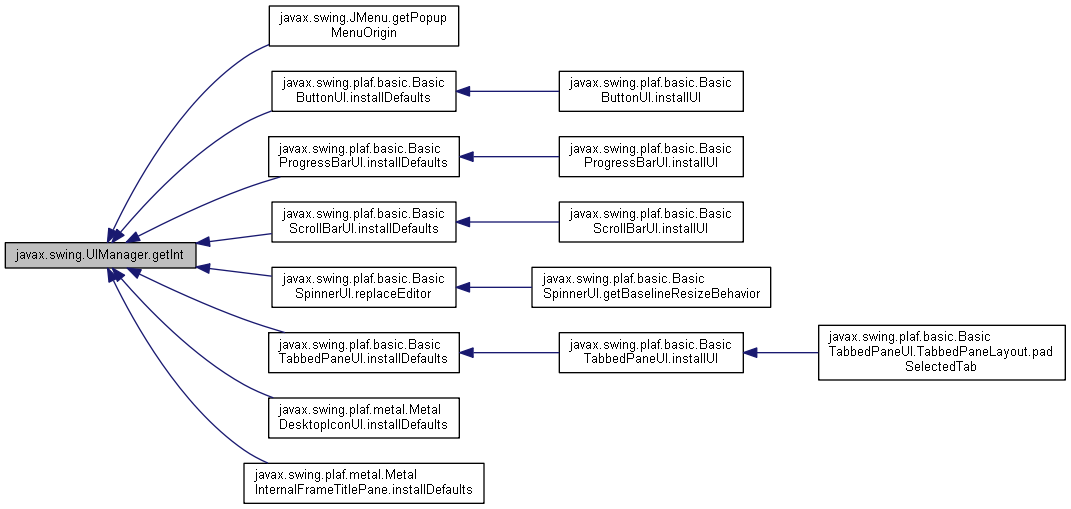 javax.swing.JMenu.getPopup
MenuOrigin
javax.swing.plaf.basic.Basic
ButtonUI.installDefaults
javax.swing.plaf.basic.Basic
ButtonUI.installUI
javax.swing.plaf.basic.Basic
ProgressBarUI.installDefaults
javax.swing.plaf.basic.Basic
ProgressBarUI.installUI
javax.swing.plaf.basic.Basic
ScrollBarUI.installDefaults
javax.swing.plaf.basic.Basic
ScrollBarUI.installUI
javax.swing.UIManager.getInt
javax.swing.plaf.basic.Basic
SpinnerUI.replaceEditor
javax.swing.plaf.basic.Basic
SpinnerUI.getBaselineResizeBehavior
javax.swing.plaf.basic.Basic
TabbedPaneUI.installDefaults
javax.swing.plaf.basic.Basic
TabbedPaneUI.installUI
javax.swing.plaf.basic.Basic
TabbedPaneUI.TabbedPaneLayout.pad
SelectedTab
javax.swing.plaf.metal.Metal
DesktopIconUI.installDefaults
javax.swing.plaf.metal.Metal
InternalFrameTitlePane.installDefaults